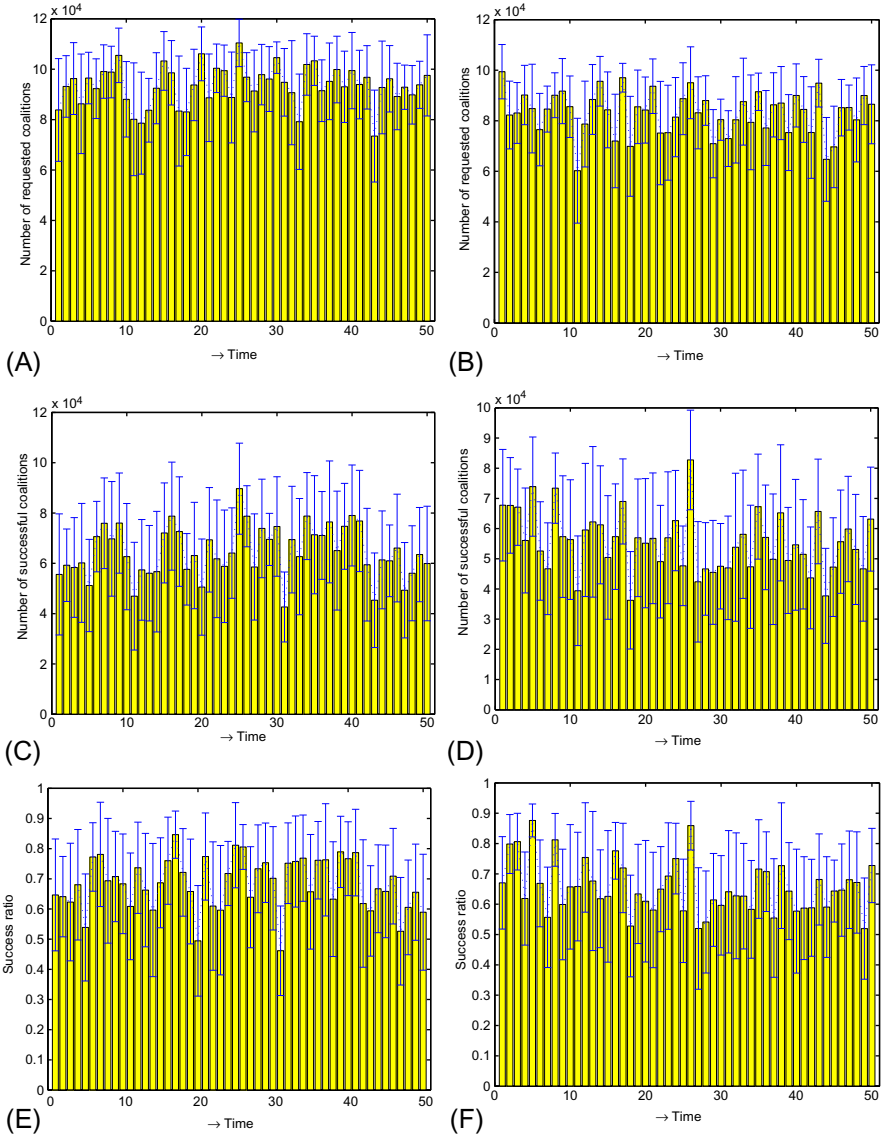 12 x 10^4
10
8
6
4
2
0
Number of requested coalitions
0 10 20 30 40 50
→ Time
(A)
12 x 10^4
10
8
6
4
2
0
Number of requested coalitions
0 10 20 30 40 50
→ Time
(B)
12 x 10^4
10
8
6
4
2
0
Number of successful coalitions
0 10 20 30 40 50
→ Time
(C)
10 x 10^4
9
8
7
6
5
4
3
2
1
0
Number of successful coalitions
0 10 20 30 40 50
→ Time
(D)
1
0.9
0.8
0.7
0.6
0.5
0.4
0.3
0.2
0.1
0
Success ratio
0 10 20 30 40 50
→ Time
(E)
1
0.9
0.8
0.7
0.6
0.5
0.4
0.3
0.2
0.1
0
Success ratio
0 10 20 30 40 50
→ Time
(F)